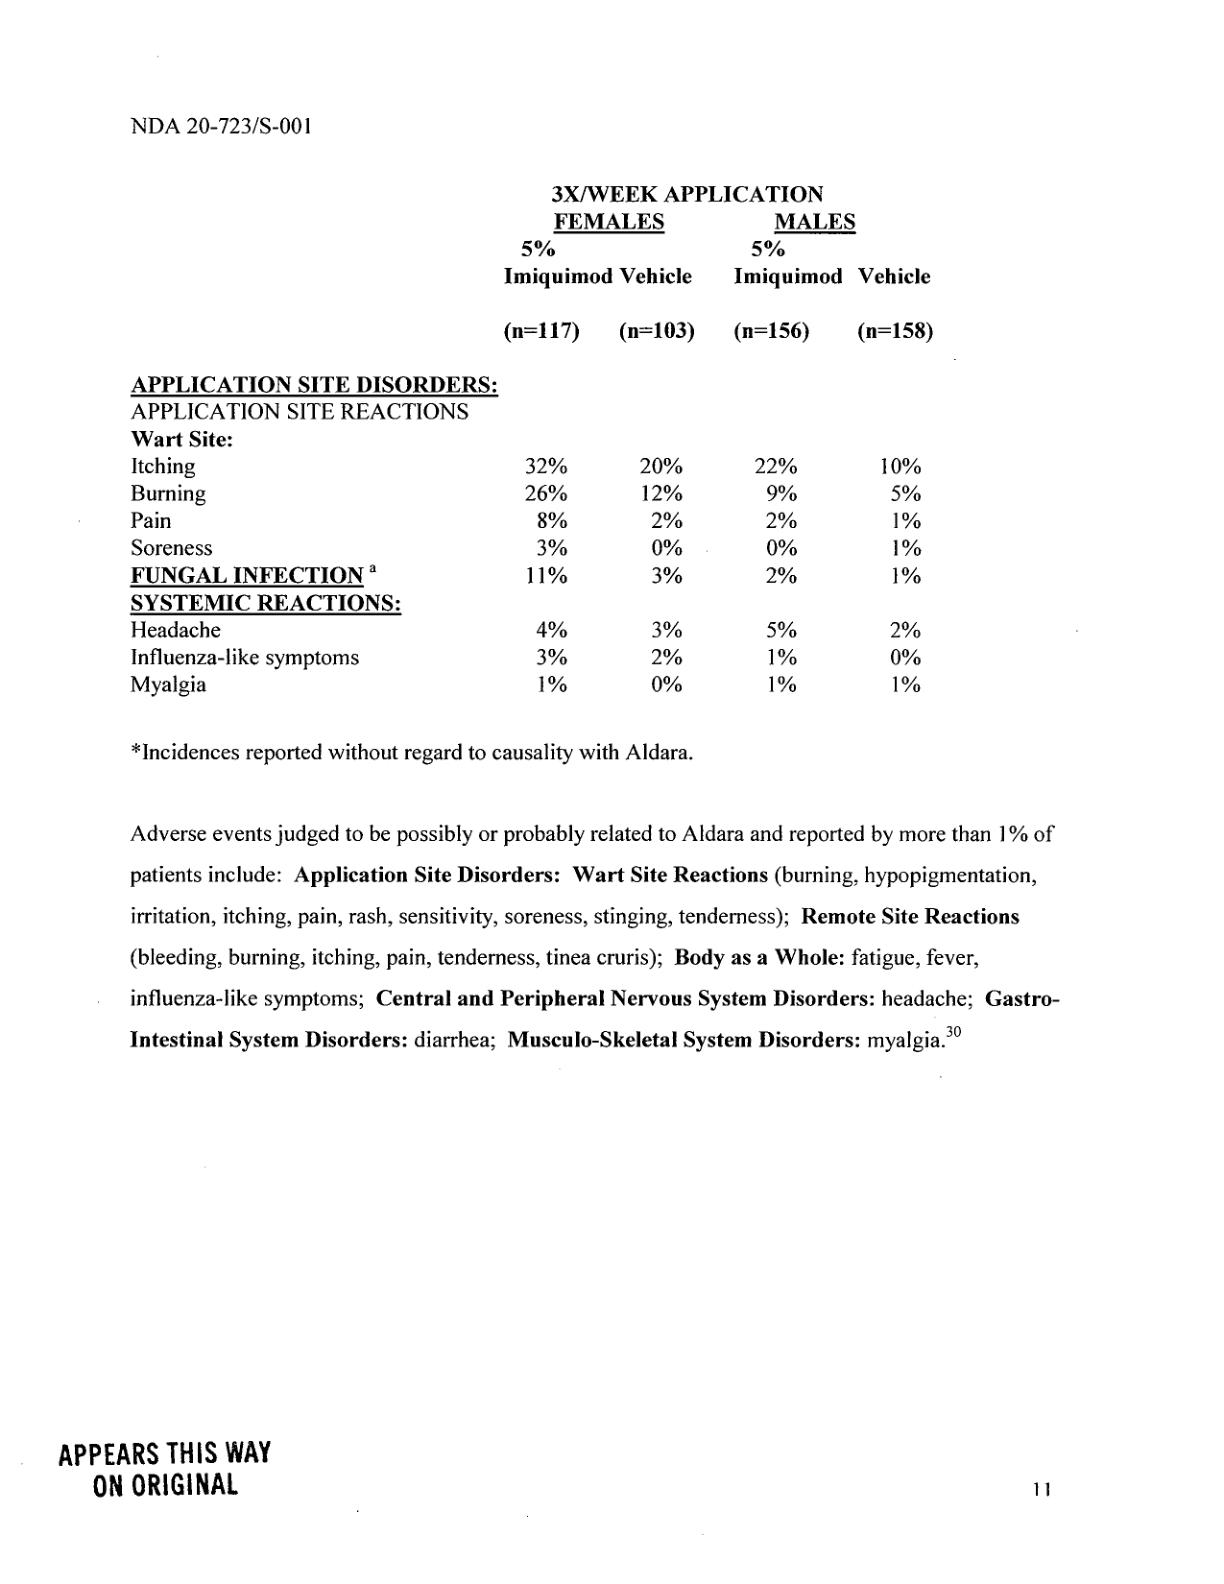 NDA 20-723/S-001
3X/WEEK APPLICATION
FEMALES MALES
5% 5%
Imiquimod Vehicle Imiquimod Vehicle
(n=117) (n=103) (n=156) (n=158)
APPLICATION SITE DISORDERS:
APPLICATION SITE REACTIONS
Wart Site:
Itching 32% 20% 22% 10%
Burning 26% 12% 9% 5%
Pain 8% 2% 2% 1%
Soreness 3% 0% 0% 1%
FUNGAL INFECTION a 11% 3% 2% 1%
SYSTEMIC REACTIONS:
Headache 4% 3% 5% 2%
Influenza-like symptoms 3% 2% 1% 0%
Myalgia 1% 0% 1% 1%
*Incidences reported without regard to causality with Aldara.
Adverse events judged to be possibly or probably related to Aldara and reported by more than 1% of
patients include: Application Site Disorders: Wart Site Reactions (burning, hypopigmentation,
irritation, itching, pain, rash, sensitivity, soreness, stinging, tenderness); Remote Site Reactions
(bleeding, burning, itching, pain, tenderness, tinea cruris); Body as a Whole: fatigue, fever,
influenza-like symptoms; Central and Peripheral Nervous System Disorders: headache; Gastro-
Intestinal System Disorders: diarrhea; Musculo-Skeletal System Disorders: myalgia.30
APPEARS THIS WAY
ON ORIGINAL
11